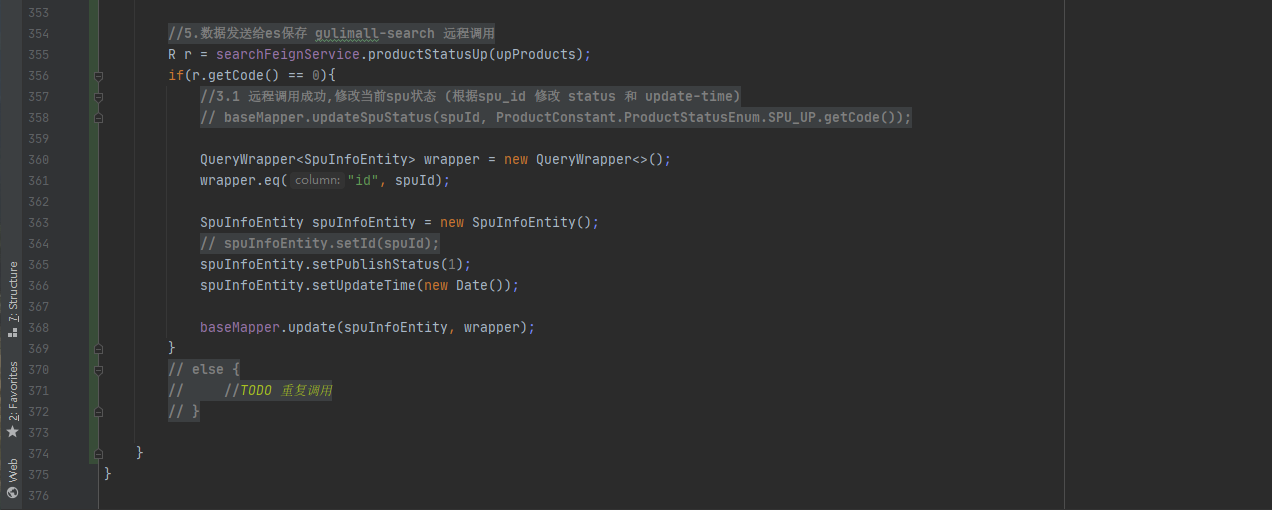 353
354 //5.数据发送给es保存 gulimall-search 远程调用
355 R r = searchFeignService.productStatusUp(upProducts);
356 if(r.getCode() == 0){
357 //3.1 远程调用成功,修改当前spu状态 (根据spu_id 修改 status 和 update-time)
358 // baseMapper.updateSpuStatus(spuId, ProductConstant.ProductStatusEnum.SPU_UP.getCode());
359
360 QueryWrapper<SpuInfoEntity> wrapper = new QueryWrapper<>();
361 wrapper.eq( column: "id", spuId);
362
363 SpuInfoEntity spuInfoEntity = new SpuInfoEntity();
364 // spuInfoEntity.setId(spuId);
365 spuInfoEntity.setPublishStatus(1);
366 spuInfoEntity.setUpdateTime(new Date());
367
368 baseMapper.update(spuInfoEntity, wrapper);
369 }
370 // else {
371 // //TODO 重复调用
372 // }
373
374 }
375 }
376
7: Structure
2: Favorites
Web